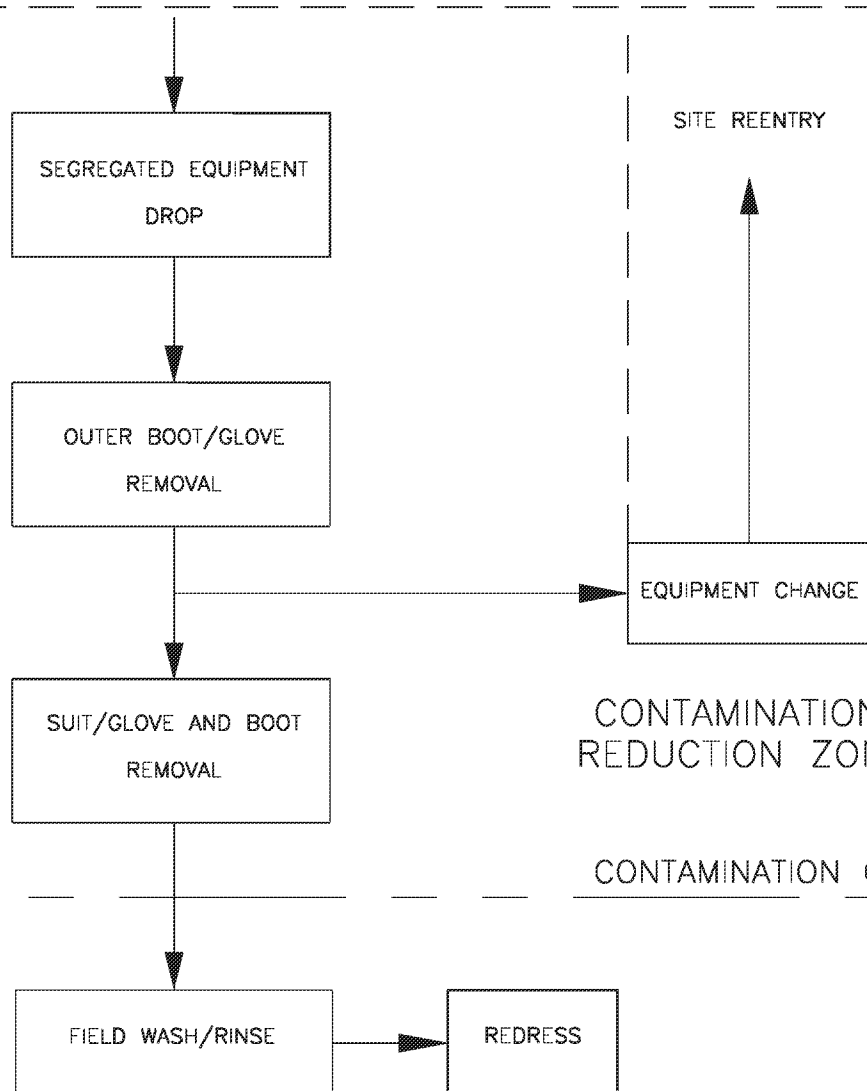 SITE REENTRY
SEGREGATED EQUIPMENT
DROP
OUTER BOOT/GLOVE
REMOVAL
EQUIPMENT CHANGE
SUIT/GLOVE AND BOOT
REMOVAL
CONTAMINATION
REDUCTION
CONTAMINATION
FIELD WASH/RINSE
REDRESS